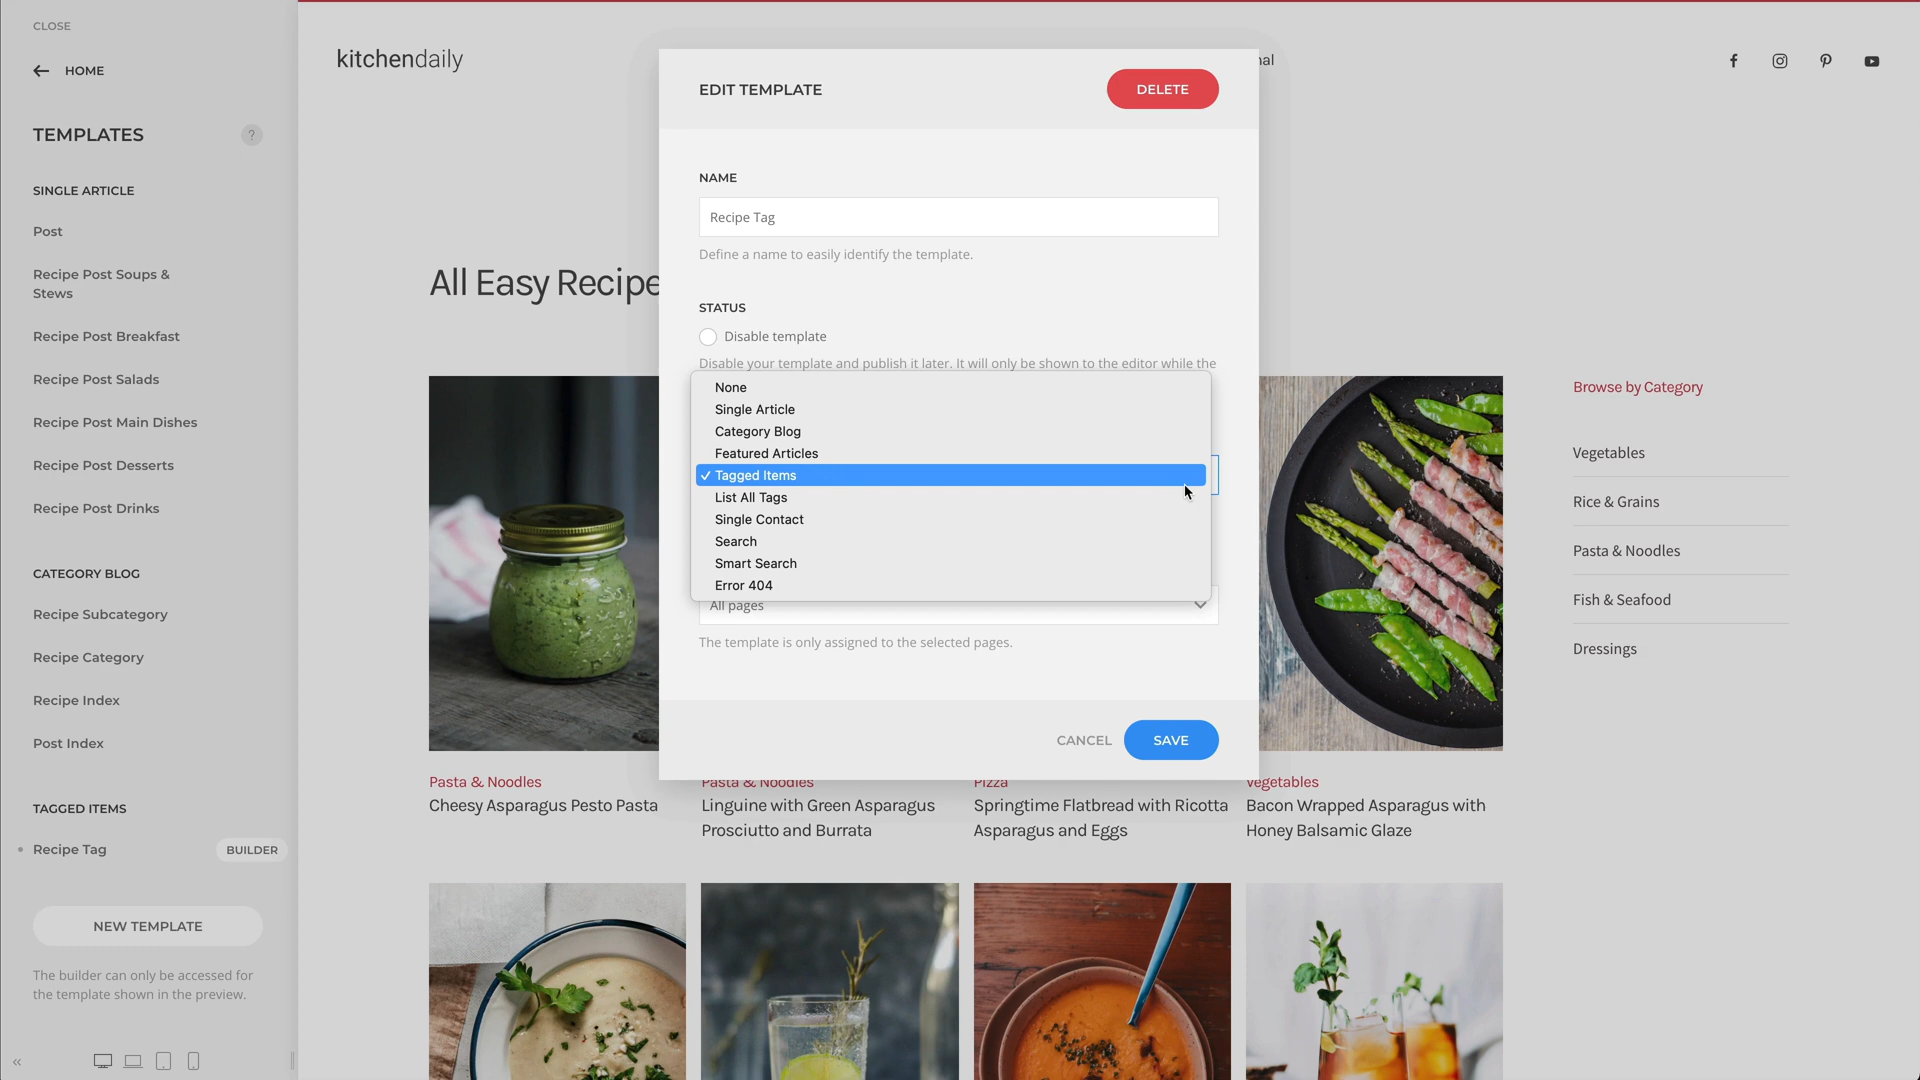 CLOSE
HOME
TEMPLATES
?
SINGLE ARTICLE
Post
Recipe Post Soups &
Stews
Recipe Post Breakfast
Recipe Post Salads
Recipe Post Main Dishes
Recipe Post Desserts
Recipe Post Drinks
CATEGORY BLOG
Recipe Subcategory
Recipe Category
Recipe Index
Post Index
TAGGED ITEMS
Recipe Tag
BUILDER
NEW TEMPLATE
The builder can only be accessed for
the template shown in the preview.
kitchendaily
All Easy Recipe
EDIT TEMPLATE
DELETE
NAME
Recipe Tag
Define a name to easily identify the template.
STATUS
Disable template
Disable your template and publish it later. It will only be shown to the editor while the
None
Single Article
Category Blog
Featured Articles
✓ Tagged Items
List All Tags
Single Contact
Search
Smart Search
Error 404
All pages
The template is only assigned to the selected pages.
CANCEL
SAVE
Browse by Category
Vegetables
Rice & Grains
Pasta & Noodles
Fish & Seafood
Dressings
Pasta & Noodles
Cheesy Asparagus Pesto Pasta
Pasta & Noodles
Linguine with Green Asparagus
Prosciutto and Burrata
Pizza
Springtime Flatbread with Ricotta
Asparagus and Eggs
Vegetables
Bacon Wrapped Asparagus with
Honey Balsamic Glaze